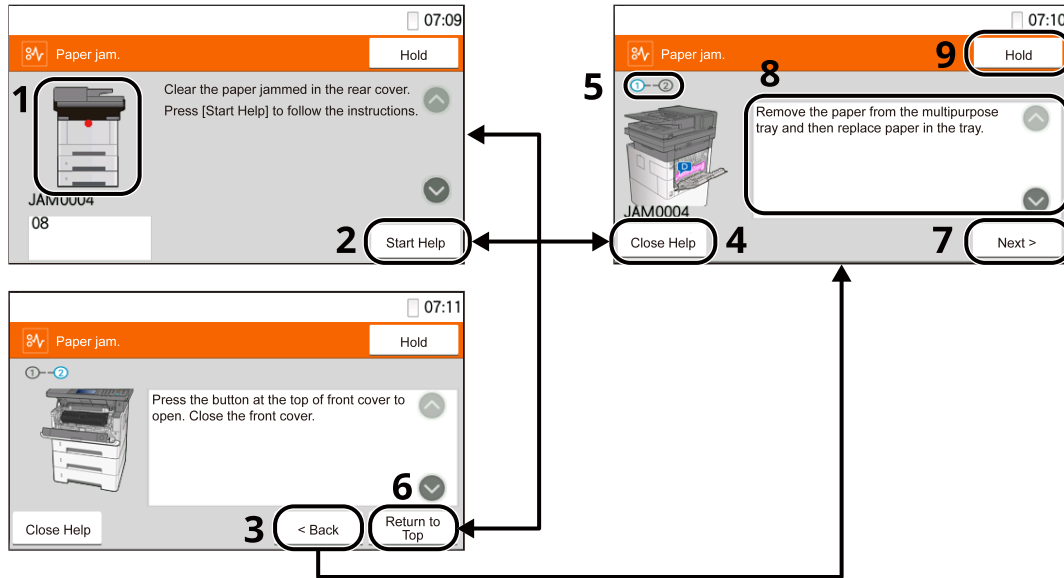 07:09
Paper jam.
Hold
1
Clear the paper jammed in the rear cover.
Press [Start Help] to follow the instructions.
JAM0004
08
2
Start Help
07:10
Paper jam.
9
Hold
5
1 2
8
Remove the paper from the multipurpose
tray and then replace paper in the tray.
D
JAM0004
Close Help
4
7
Next >
07:11
Paper jam.
Hold
1 2
Press the button at the top of front cover to
open. Close the front cover.
6
Close Help
3
< Back
Return to
Top